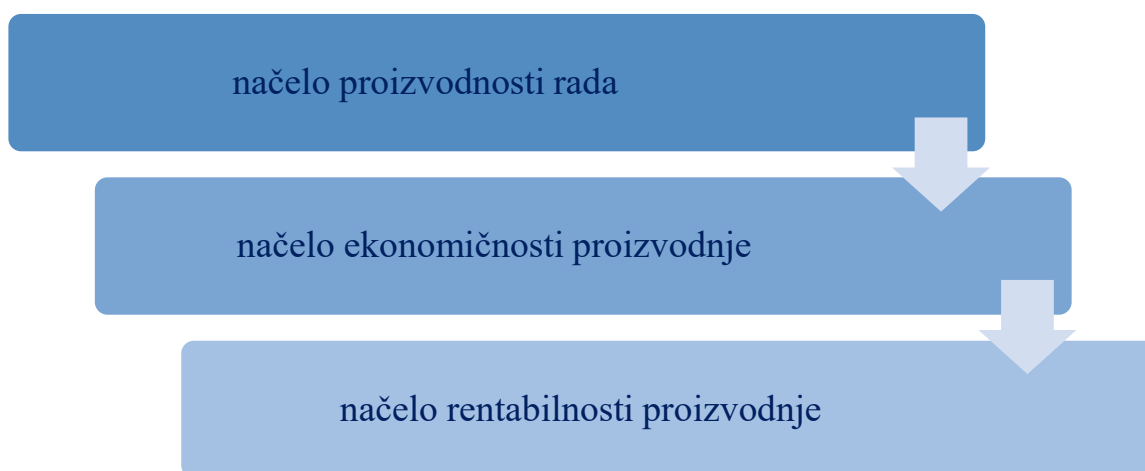 načelo proizvodnosti rada
načelo ekonomičnosti proizvodnje
načelo rentabilnosti proizvodnje